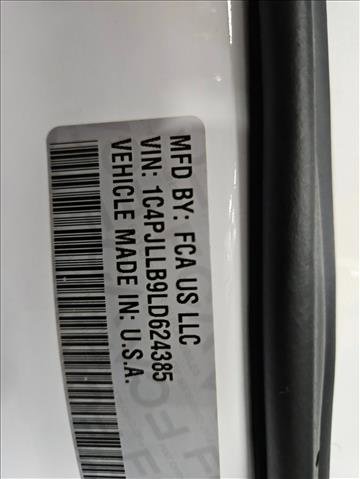 MFD BY: FCA US LLC
VIN: 1C4PJLLB9LD624385
VEHICLE MADE IN: U.S.A.